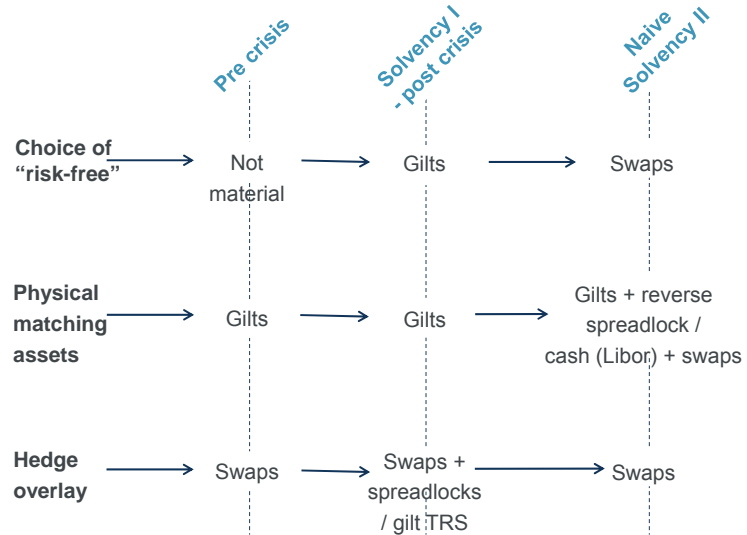 Pre crisis
Solvency I
- post crisis
Naive
Solvency II
Choice of
“risk-free”
Not
material
Gilts
Swaps
Physical
matching
assets
Gilts
Gilts
Gilts + reverse
spreadlock /
cash (Libor) + swaps
Hedge
overlay
Swaps
Swaps +
spreadlocks
/ gilt TRS
Swaps